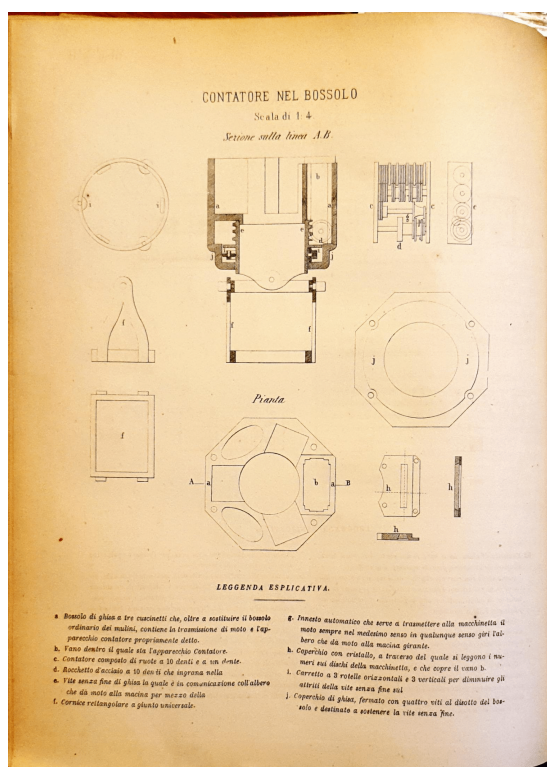 CONTATORE NEL BOSSOLO
Scala di 1:4
Sezione sulla linea A.B.
b
a
a
e
e
d
j
j
f
f
i
i
c
c
g
d
c
f
j
j
f
Pianta
A
a
b
a
B
h
h
h
LEGGENDA ESPLICATIVA.
a Bossolo di ghisa a tre cuscinetti che, oltre a sostituire il bossolo
ordinario dei mulini, contiene la trasmissione di moto e l'ap-
parecchio contatore propriamente detto.
b. Vano dentro il quale sta l'apparecchio Contatore.
c. Contatore composto di ruote a 10 denti e a un dente.
d. Rocchetto d'acciaio a 10 denti che ingrana nella
e. Vite senza fine di ghisa la quale è in comunicazione coll'albero
che dà moto alla macina per mezzo della
f. Cornice rettangolare a giunto universale.
g. Innesto automatico che serve a trasmettere alla macchinetta il
moto sempre nel medesimo senso in qualunque senso giri l'al-
bero che da moto alla macina girante.
h. Coperchio con cristallo, a traverso del quale si leggono i nu-
meri sui dischi della macchinetta, e che copre il vano b.
i. Carretto a 3 rotelle orizzontali e 3 verticali per diminuire gli
attriti della vite senza fine sul
j. Coperchio di ghisa, fermato con quattro viti al disotto del bos-
solo e destinato a sostenere la vite senza fine.